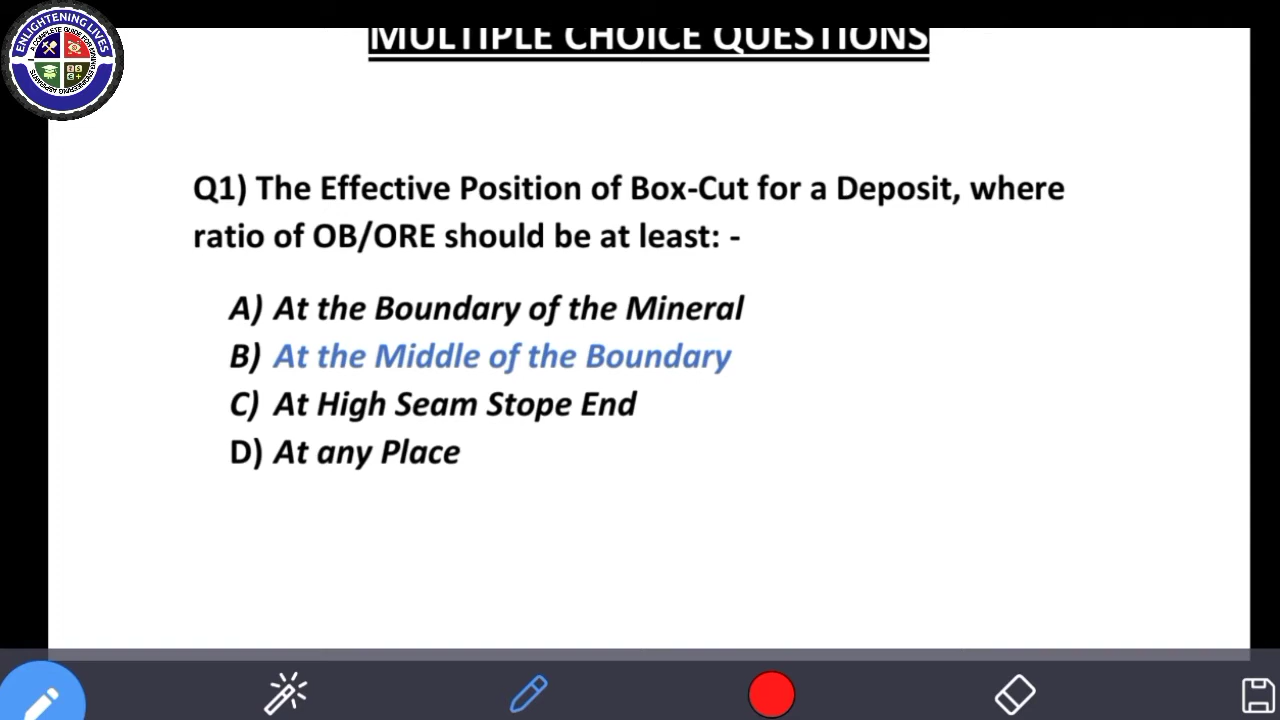 ENLIGHTENING LIVES
MULTIPLE CHOICE QUESTIONS
Q1) The Effective Position of Box-Cut for a Deposit, where
ratio of OB/ORE should be at least: -
A) At the Boundary of the Mineral
B) At the Middle of the Boundary
C) At High Seam Stope End
D) At any Place